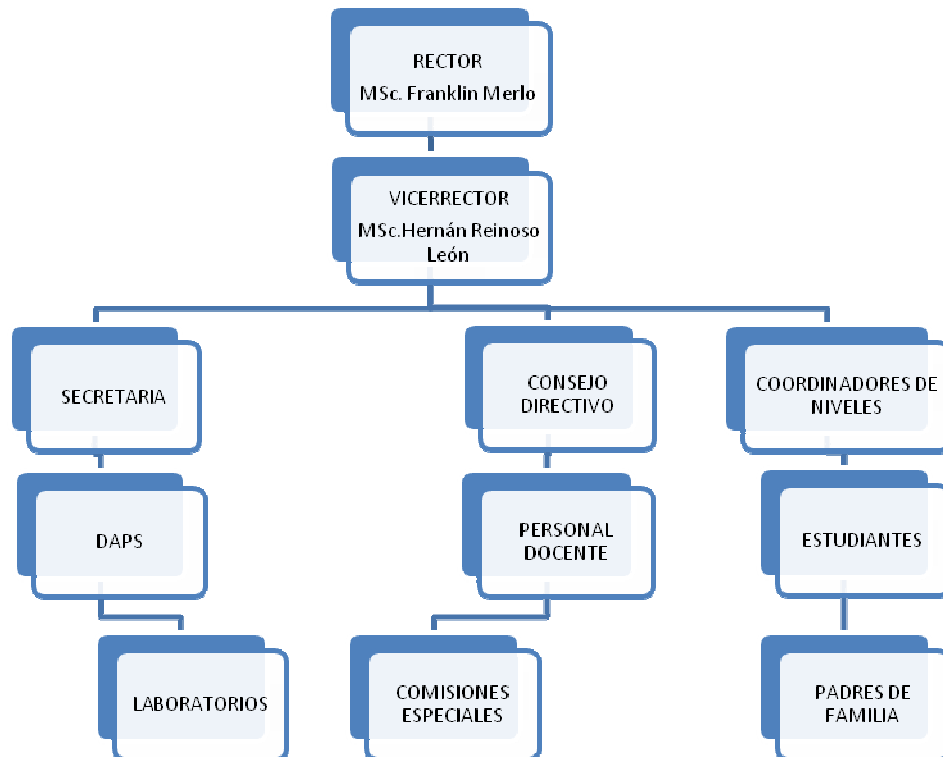 RECTOR
MSc. Franklin Merlo
VICERRECTOR
MSc.Hernán Reinoso
León
SECRETARIA
CONSEJO
DIRECTIVO
COORDINADORES DE
NIVELES
DAPS
PERSONAL
DOCENTE
ESTUDIANTES
LABORATORIOS
COMISIONES
ESPECIALES
PADRES DE
FAMILIA